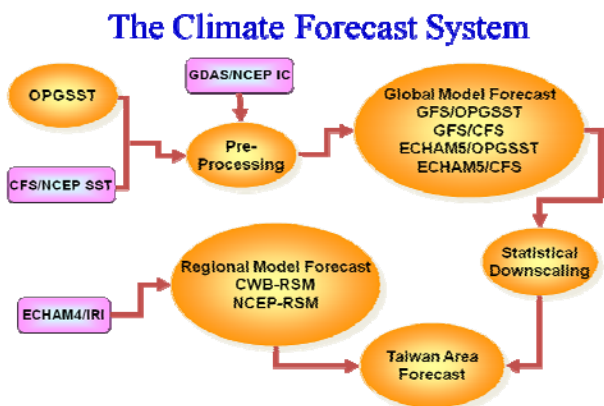 The Climate Forecast System
GDAS/NCEP IC
OPGSST
Global Model Forecast
GFS/OPGSST
GFS/CFS
ECHAM5/OPGSST
ECHAM5/CFS
Pre-
Processing
CFS/NCEP SST
Statistical
Downscaling
Regional Model Forecast
CWB-RSM
NCEP-RSM
ECHAM4/IRI
Taiwan Area
Forecast